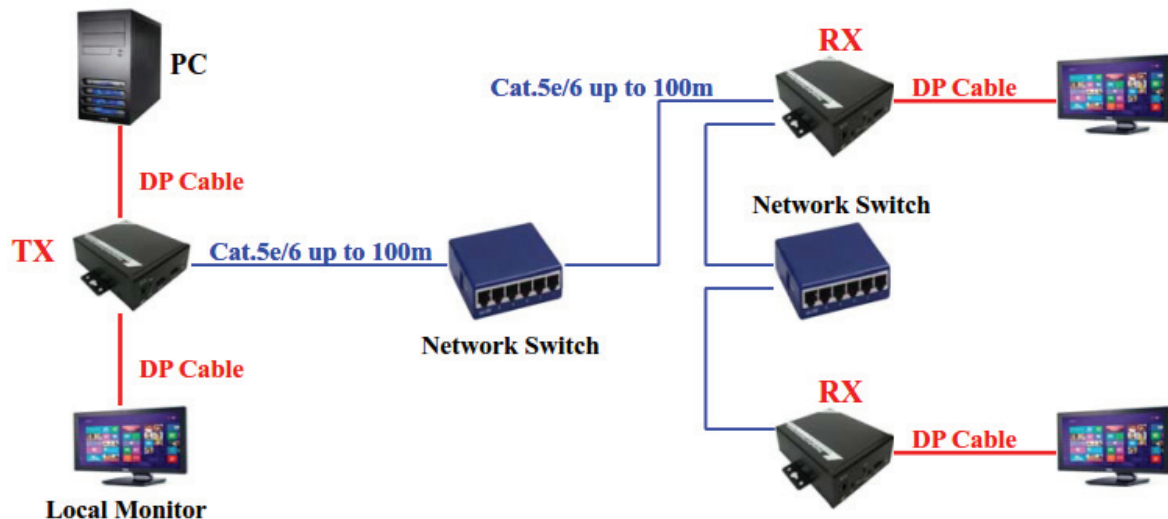 PC
RX
Cat.5e/6 up to 100m
DP Cable
DP Cable
Network Switch
TX
Cat.5e/6 up to 100m
Network Switch
DP Cable
RX
DP Cable
Local Monitor